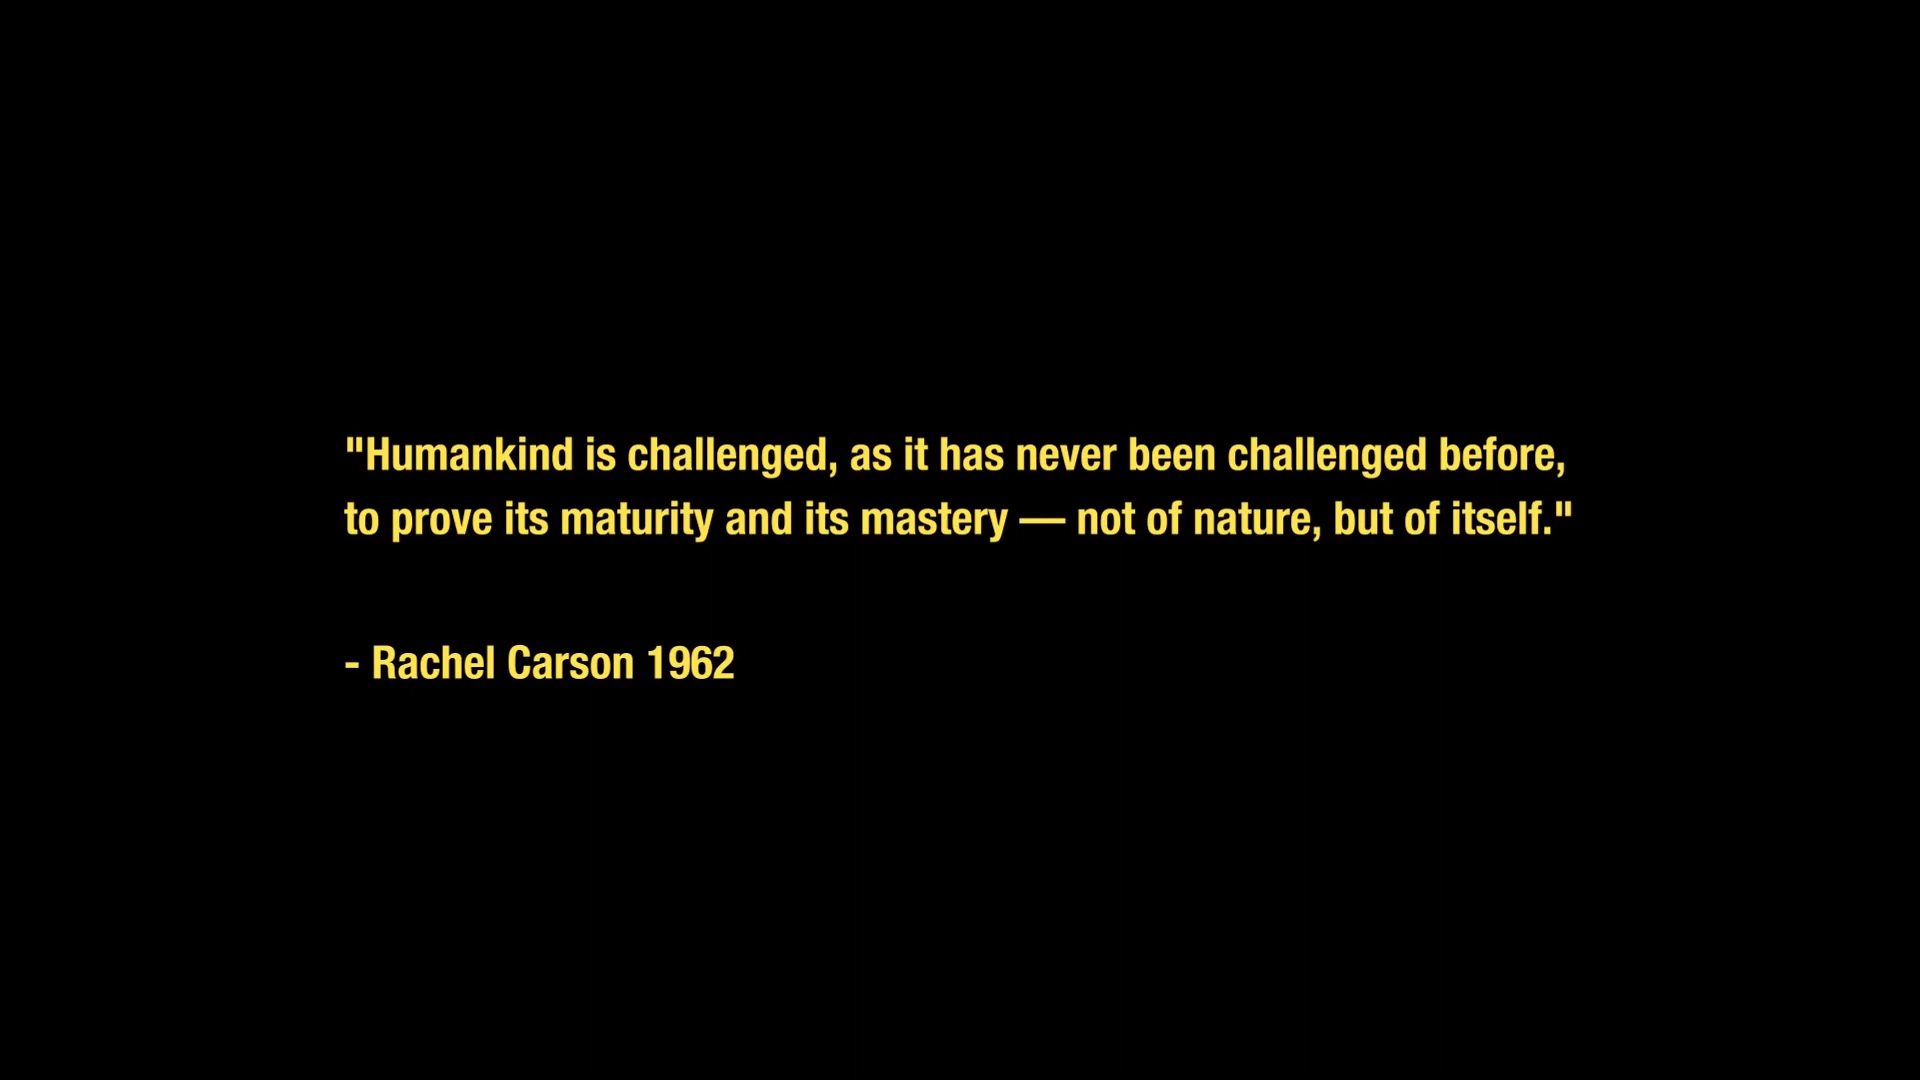 "Humankind is challenged, as it has never been challenged before,
to prove its maturity and its mastery — not of nature, but of itself."
- Rachel Carson 1962